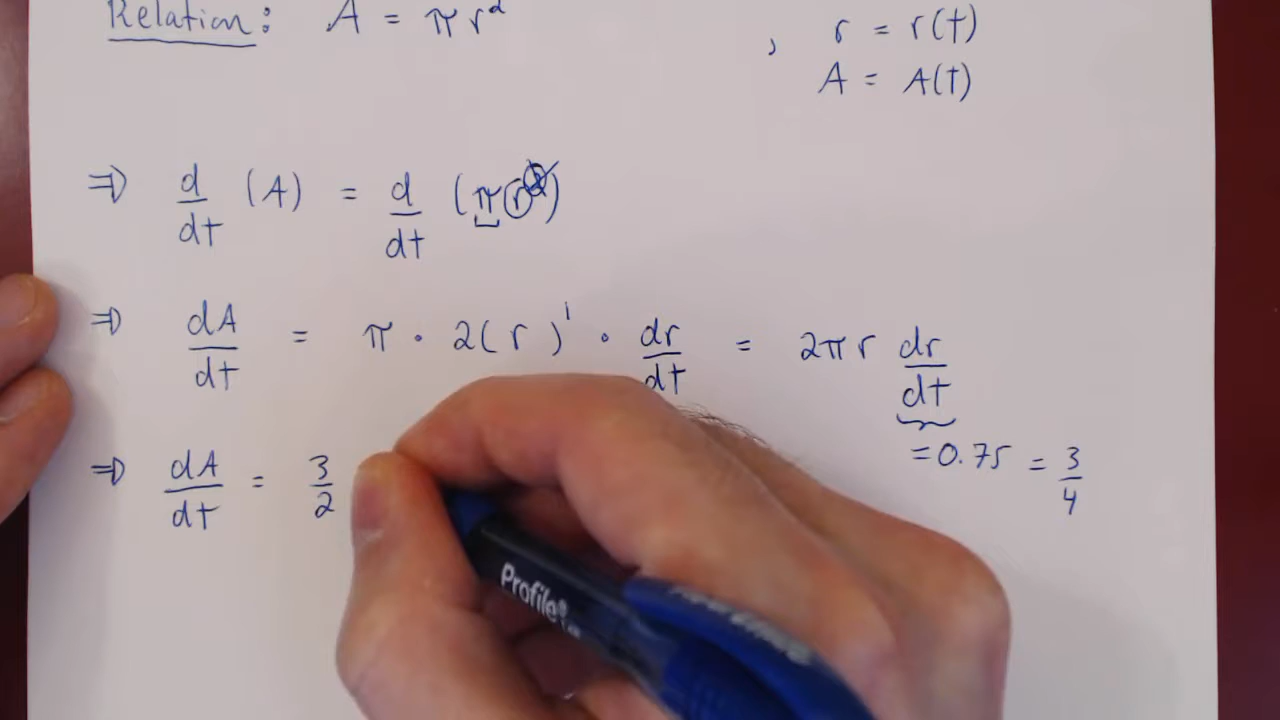 Relation: A = πr²
, r = r(t)
A = A(t)
⇒ d/dt (A) = d/dt (πr²)
⇒ dA/dt = π · 2(r)¹ · dr/dt = 2πr dr/dt
= 0.75 = 3/4
⇒ dA/dt = 3/2
Profile®